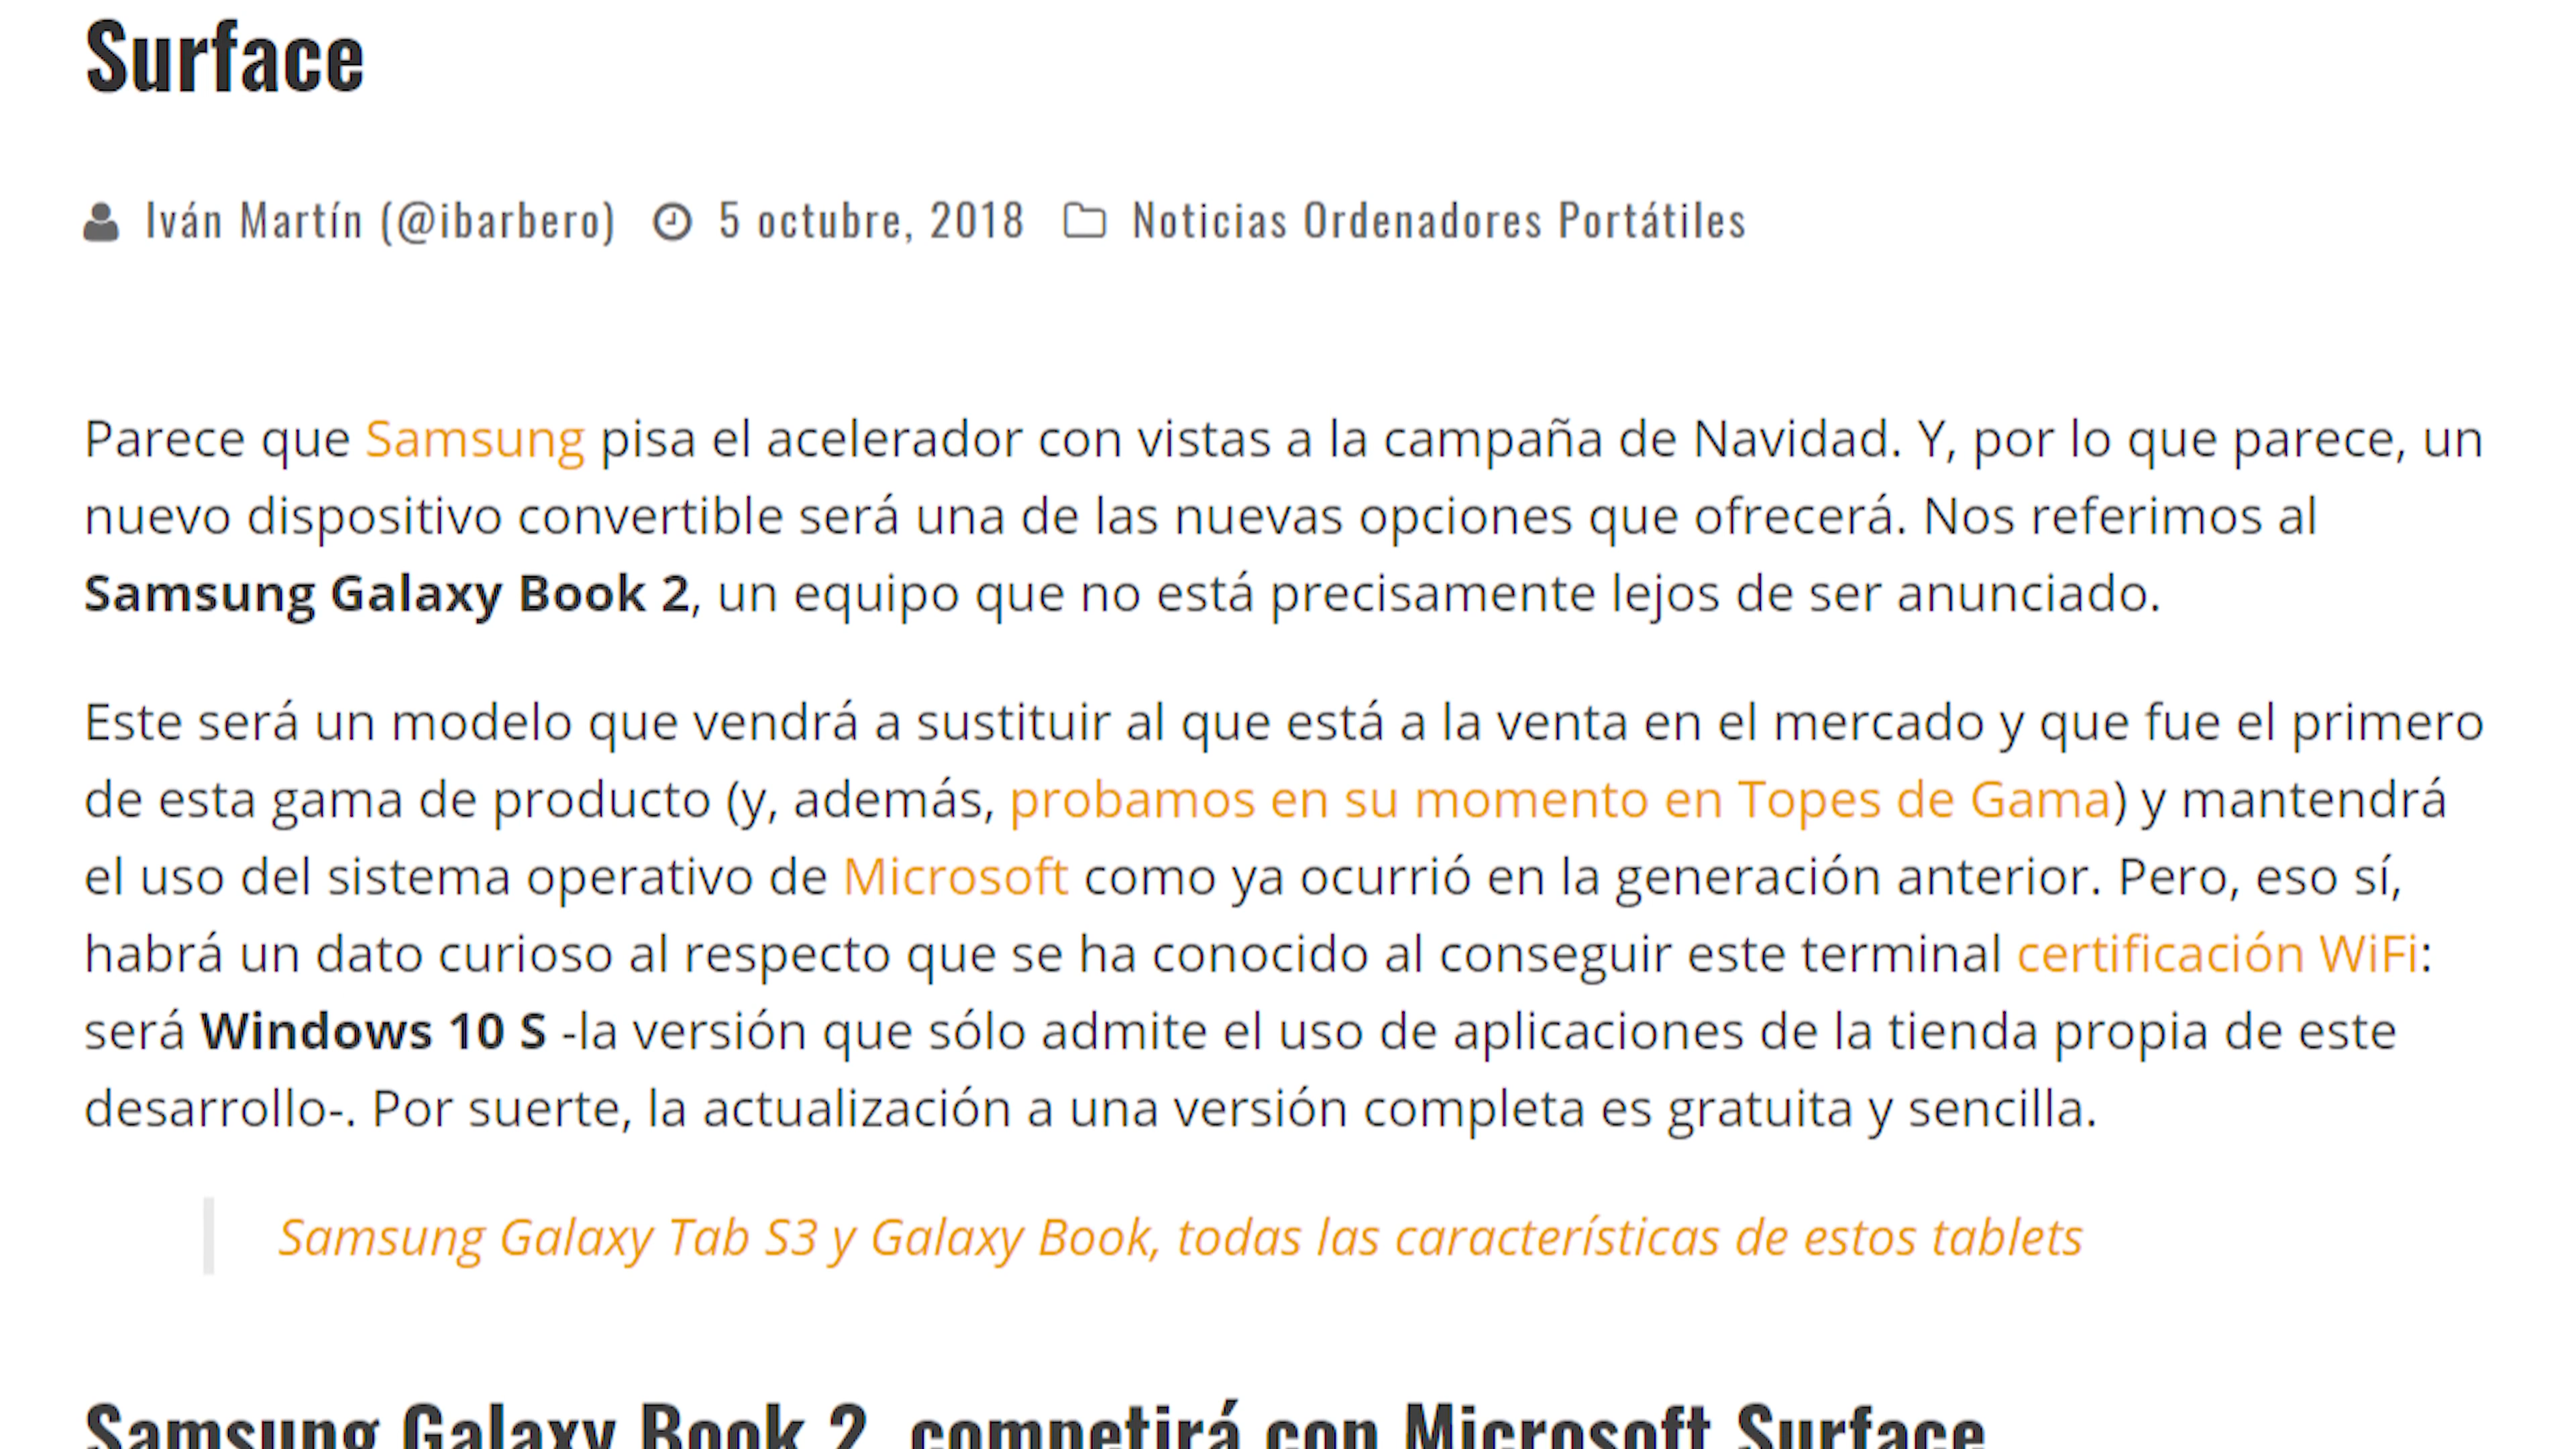 Surface
Iván Martín (@ibarbero) 5 octubre, 2018 Noticias Ordenadores Portátiles
Parece que Samsung pisa el acelerador con vistas a la campaña de Navidad. Y, por lo que parece, un
nuevo dispositivo convertible será una de las nuevas opciones que ofrecerá. Nos referimos al
Samsung Galaxy Book 2, un equipo que no está precisamente lejos de ser anunciado.
Este será un modelo que vendrá a sustituir al que está a la venta en el mercado y que fue el primero
de esta gama de producto (y, además, probamos en su momento en Topes de Gama) y mantendrá
el uso del sistema operativo de Microsoft como ya ocurrió en la generación anterior. Pero, eso sí,
habrá un dato curioso al respecto que se ha conocido al conseguir este terminal certificación WiFi:
será Windows 10 S -la versión que sólo admite el uso de aplicaciones de la tienda propia de este
desarrollo-. Por suerte, la actualización a una versión completa es gratuita y sencilla.
Samsung Galaxy Tab S3 y Galaxy Book, todas las características de estos tablets
Samsung Galaxy Book 2, competirá con Microsoft Surface